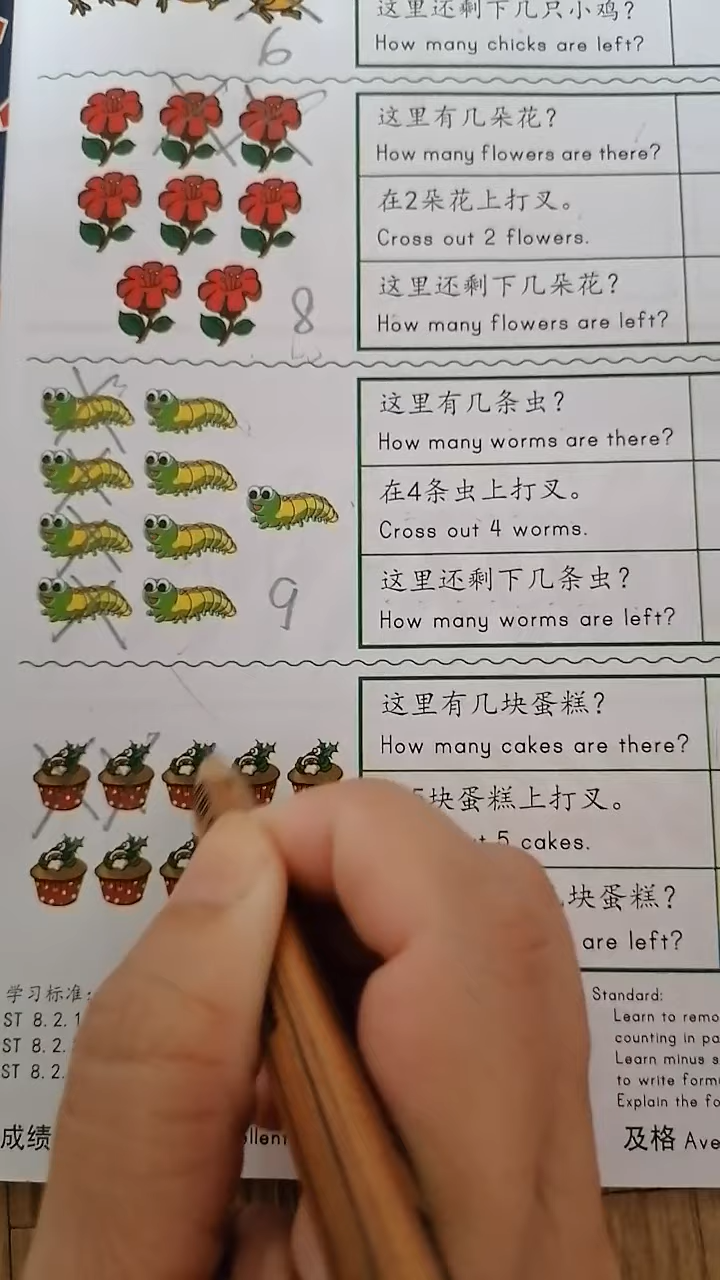 这里还剩下几只小鸡？
How many chicks are left?
6
这里有几朵花？
How many flowers are there?
在2朵花上打叉。
Cross out 2 flowers.
这里还剩下几朵花？
How many flowers are left?
8
这里有几条虫？
How many worms are there?
在4条虫上打叉。
Cross out 4 worms.
这里还剩下几条虫？
How many worms are left?
9
这里有几块蛋糕？
How many cakes are there?
块蛋糕上打叉。
5 cakes.
块蛋糕？
are left?
学习标准:
ST 8.2.1
ST 8.2.
ST 8.2.
Standard:
Learn to remo
counting in pa
Learn minus s
to write form
Explain the fo
成绩
及格 Ave